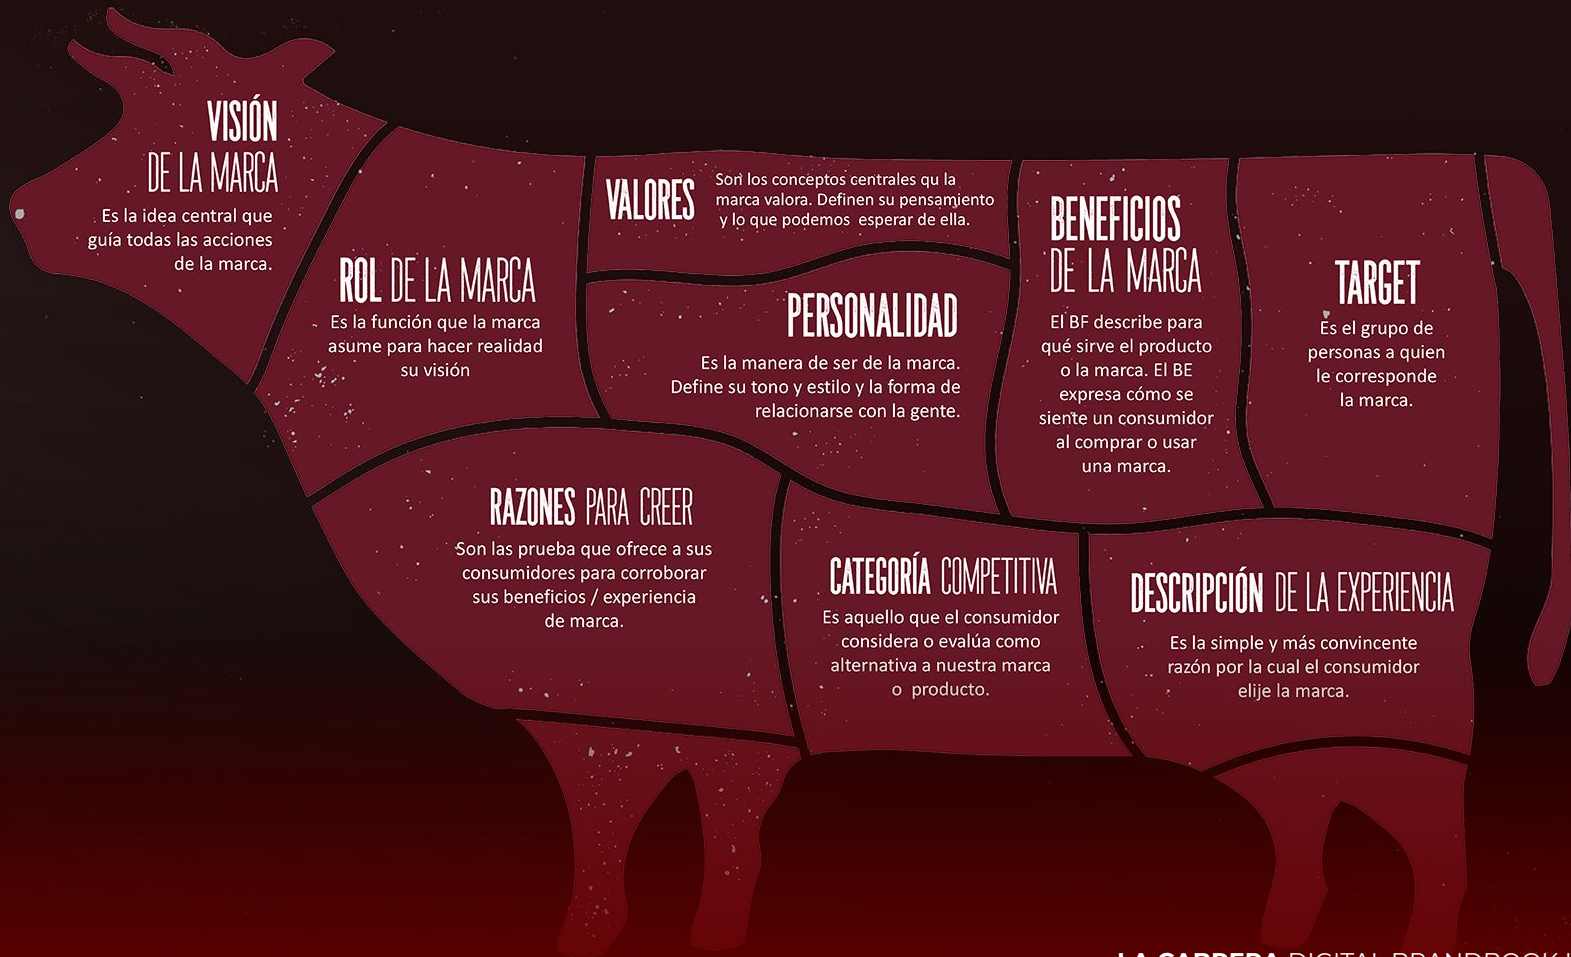 VISIÓN
DE LA MARCA
Es la idea central que
guía todas las acciones
de la marca.
ROL DE LA MARCA
Es la función que la marca
asume para hacer realidad
su visión
VALORES
Son los conceptos centrales qu la
marca valora. Definen su pensamiento
y lo que podemos esperar de ella.
PERSONALIDAD
Es la manera de ser de la marca.
Define su tono y estilo y la forma de
relacionarse con la gente.
BENEFICIOS
DE LA MARCA
El BF describe para
qué sirve el producto
o la marca. El BE
expresa cómo se
siente un consumidor
al comprar o usar
una marca.
TARGET
Es el grupo de
personas a quien
le corresponde
la marca.
RAZONES PARA CREER
Son las prueba que ofrece a sus
consumidores para corroborar
sus beneficios / experiencia
de marca.
CATEGORÍA COMPETITIVA
Es aquello que el consumidor
considera o evalúa como
alternativa a nuestra marca
o producto.
DESCRIPCIÓN DE LA EXPERIENCIA
Es la simple y más convincente
razón por la cual el consumidor
elije la marca.
LA CABRERA DIGITAL BRANDBOOK